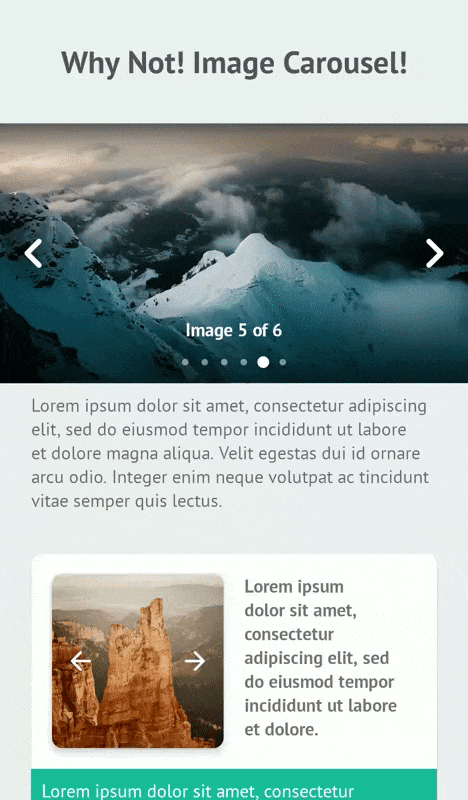 Why Not! Image Carousel!
Image 5 of 6
Lorem ipsum dolor sit amet, consectetur adipiscing
elit, sed do eiusmod tempor incididunt ut labore
et dolore magna aliqua. Velit egestas dui id ornare
arcu odio. Integer enim neque volutpat ac tincidunt
vitae semper quis lectus.
Lorem ipsum
dolor sit amet,
consectetur
adipiscing elit, sed
do eiusmod tempor
incididunt ut labore
et dolore.
Lorem ipsum dolor sit amet, consectetur